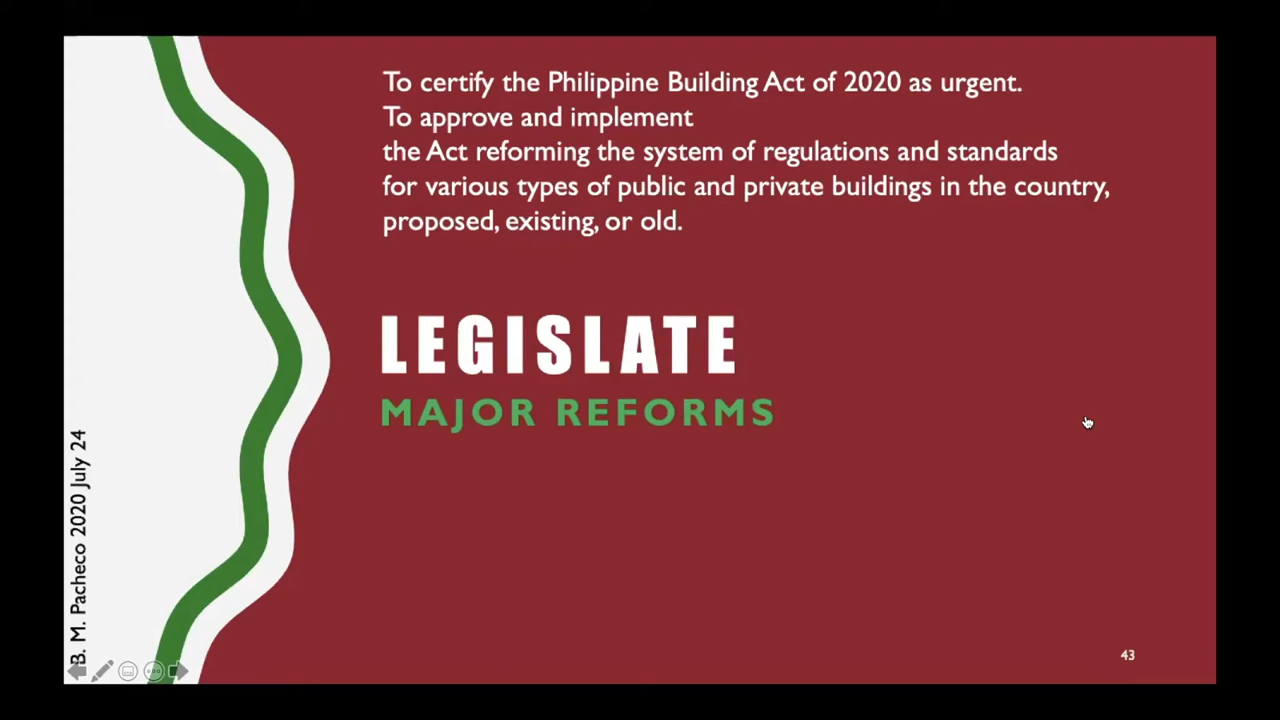 To certify the Philippine Building Act of 2020 as urgent.
To approve and implement
the Act reforming the system of regulations and standards
for various types of public and private buildings in the country,
proposed, existing, or old.
LEGISLATE
MAJOR REFORMS
B. M. Pacheco 2020 July 24
43